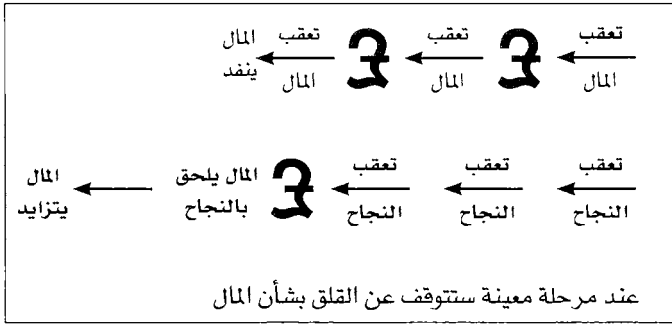 تعقب تعقب تعقب المال
£ £
المال المال المال ينفد
تعقب تعقب تعقب £ المال يلحق المال
النجاح النجاح النجاح بالنجاح يتزايد
عند مرحلة معينة ستتوقف عن القلق بشأن المال